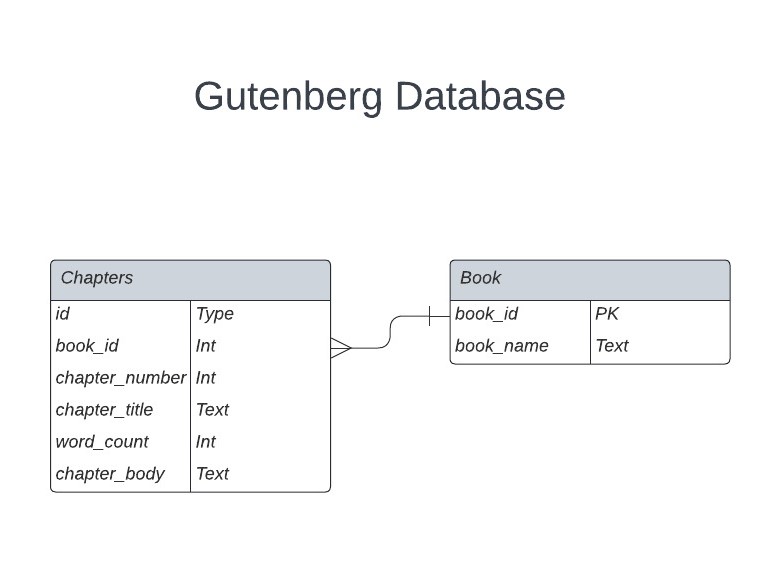 Gutenberg Database
Chapters
id Type
book_id Int
chapter_number Int
chapter_title Text
word_count Int
chapter_body Text
Book
book_id PK
book_name Text